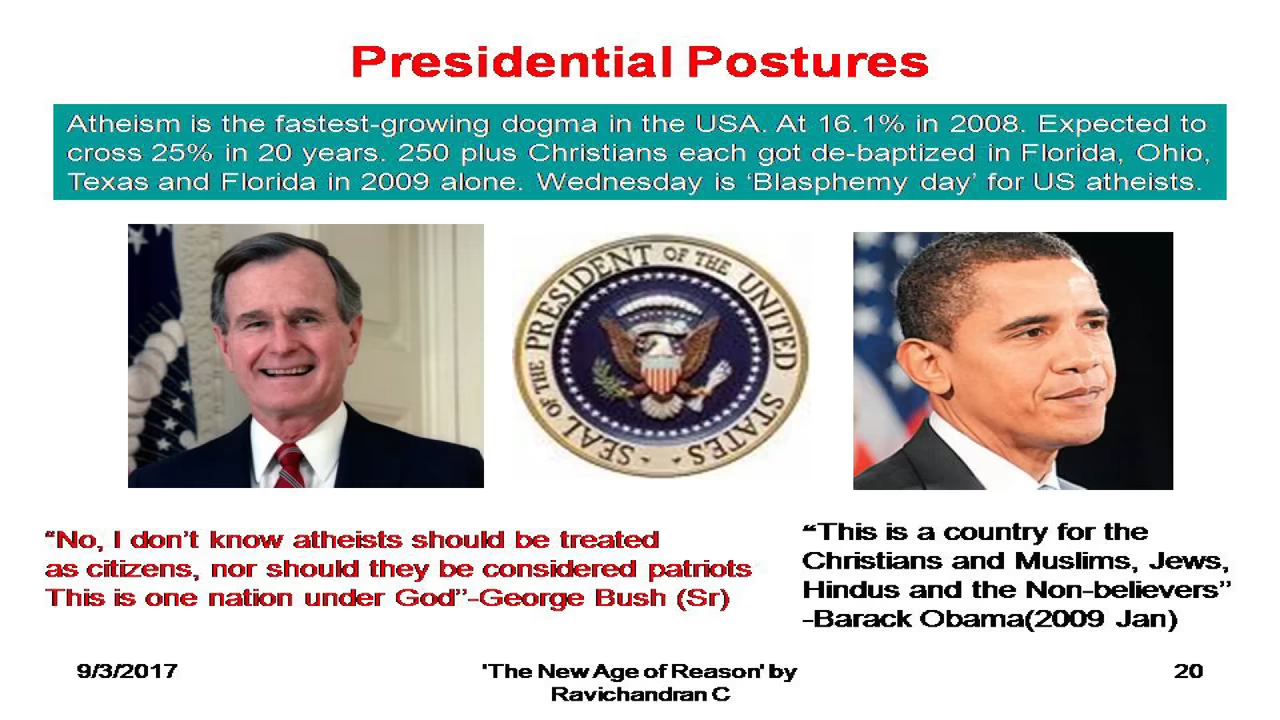 Presidential Postures
Atheism is the fastest-growing dogma in the USA. At 16.1% in 2008. Expected to
cross 25% in 20 years. 250 plus Christians each got de-baptized in Florida, Ohio,
Texas and Florida in 2009 alone. Wednesday is ‘Blasphemy day’ for US atheists.
SEAL OF THE PRESIDENT OF THE UNITED STATES
“No, I don’t know atheists should be treated
as citizens, nor should they be considered patriots
This is one nation under God”-George Bush (Sr)
“This is a country for the
Christians and Muslims, Jews,
Hindus and the Non-believers”
-Barack Obama(2009 Jan)
9/3/2017
'The New Age of Reason' by
Ravichandran C
20